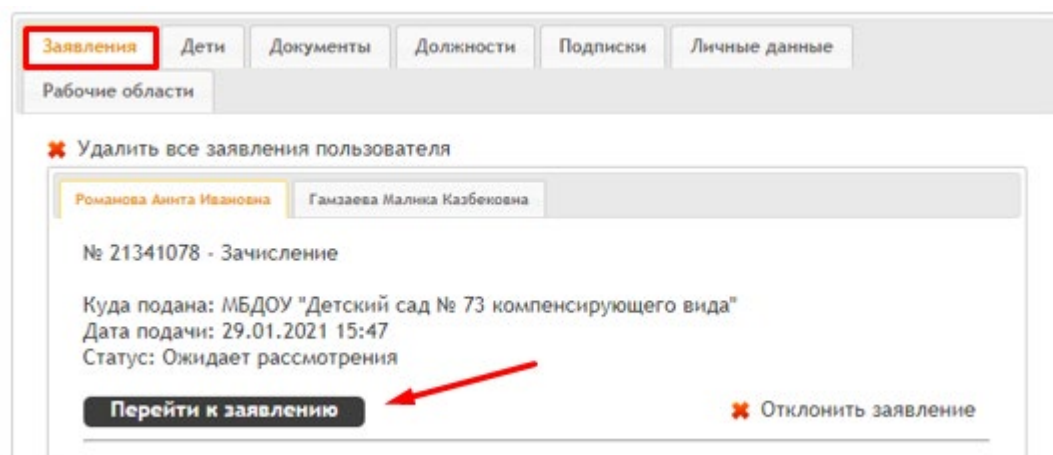 Заявления Дети Документы Должности Подписки Личные данные
Рабочие области
Удалить все заявления пользователя
Романова Анита Ивановна Гамзаева Малика Казбековна
№ 21341078 - Зачисление
Куда подана: МБДОУ "Детский сад № 73 компенсирующего вида"
Дата подачи: 29.01.2021 15:47
Статус: Ожидает рассмотрения
Перейти к заявлению Отклонить заявление